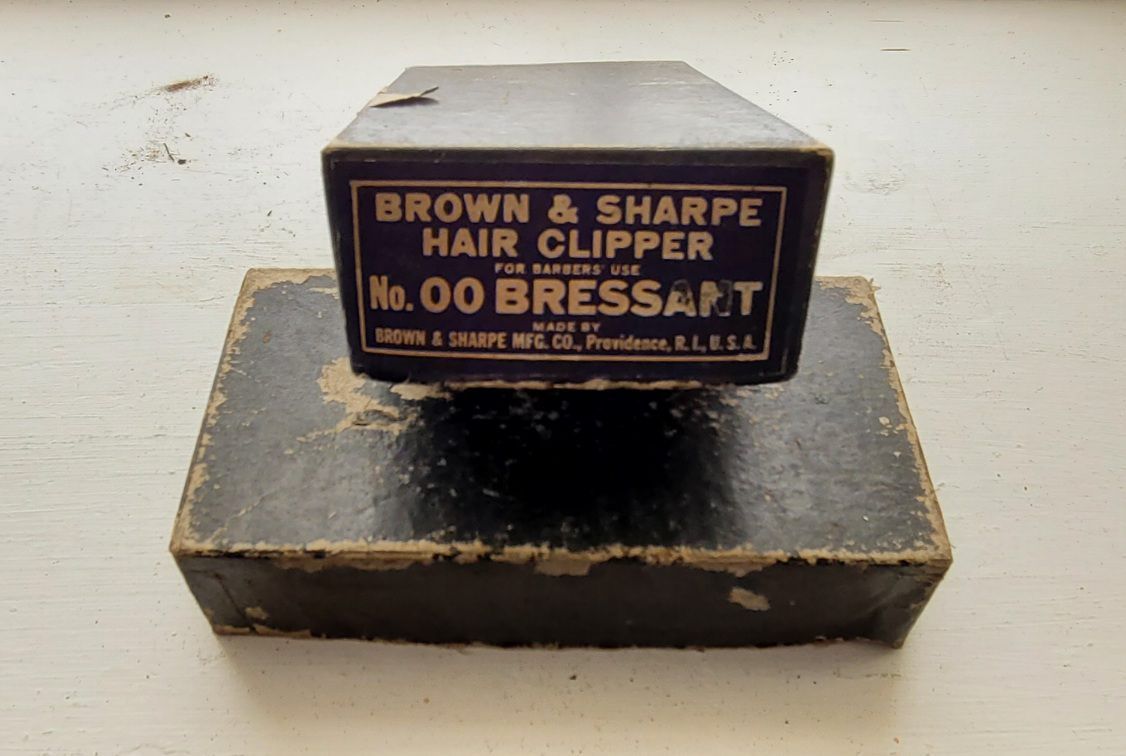 BROWN & SHARPE
HAIR CLIPPER
FOR BARBERS' USE
No. 00 BRESSANT
MADE BY
BROWN & SHARPE MFG. CO., Providence, R. I., U. S. A.